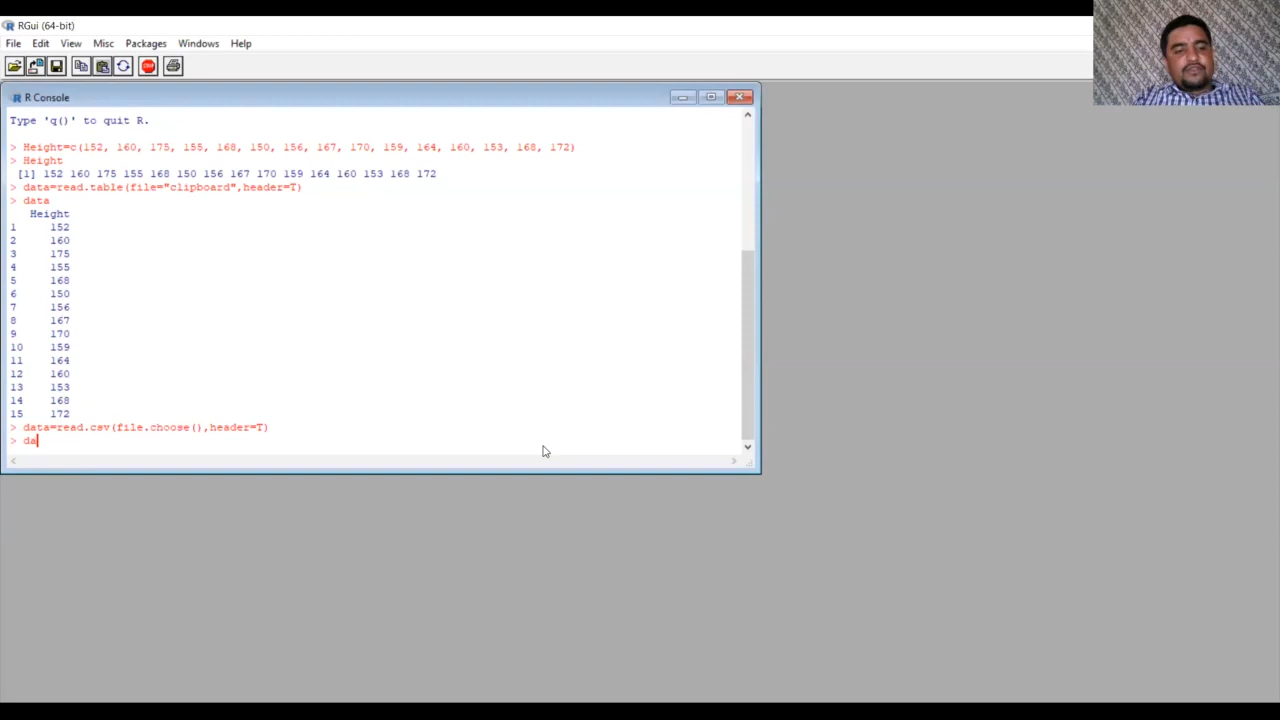 RGui (64-bit)
File Edit View Misc Packages Windows Help
STOP
R Console
Type 'q()' to quit R.
> Height=c(152, 160, 175, 155, 168, 150, 156, 167, 170, 159, 164, 160, 153, 168, 172)
> Height
[1] 152 160 175 155 168 150 156 167 170 159 164 160 153 168 172
> data=read.table(file="clipboard",header=T)
> data
Height
1 152
2 160
3 175
4 155
5 168
6 150
7 156
8 167
9 170
10 159
11 164
12 160
13 153
14 168
15 172
> data=read.csv(file.choose(),header=T)
> da